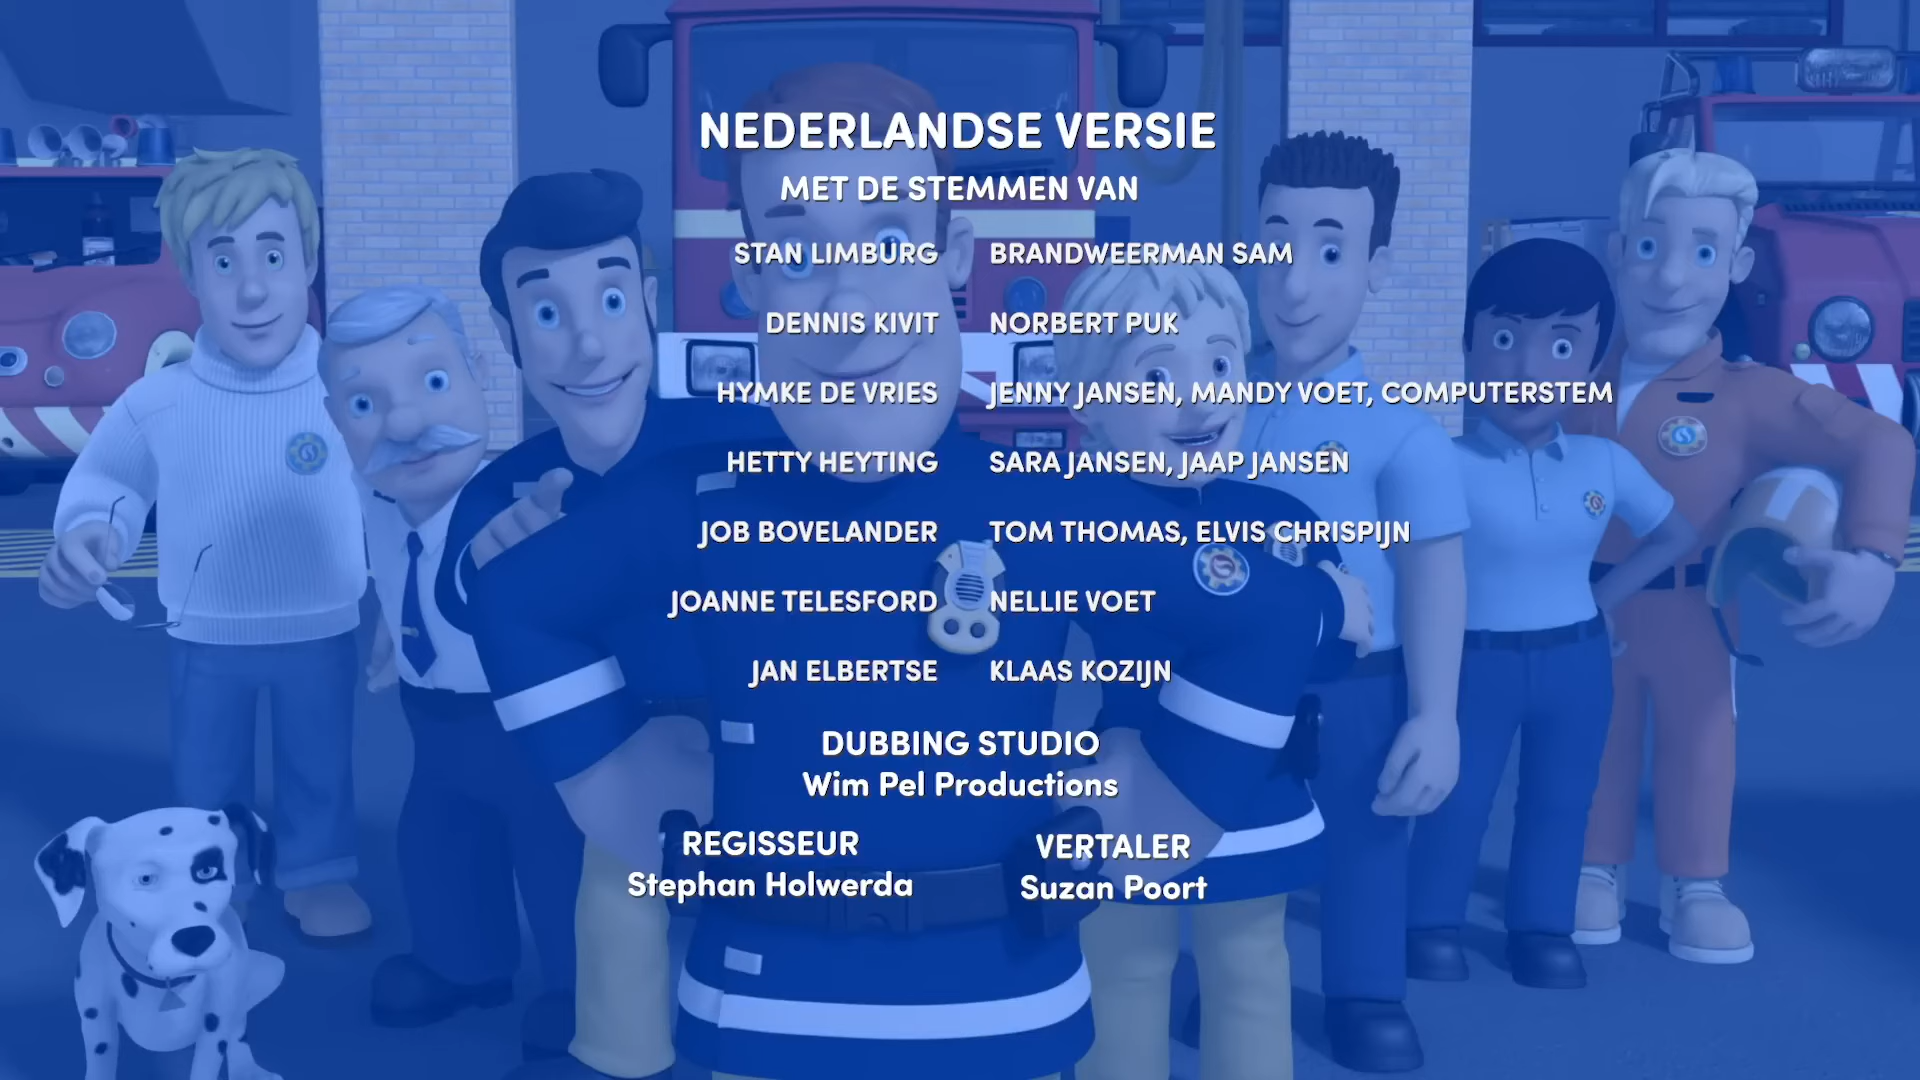 NEDERLANDSE VERSIE
MET DE STEMMEN VAN
STAN LIMBURG BRANDWEERMAN SAM
DENNIS KIVIT NORBERT PUK
HYMKE DE VRIES JENNY JANSEN, MANDY VOET, COMPUTERSTEM
HETTY HEYTING SARA JANSEN, JAAP JANSEN
JOB BOVELANDER TOM THOMAS, ELVIS CHRISPIJN
JOANNE TELESFORD NELLIE VOET
JAN ELBERTSE KLAAS KOZIJN
DUBBING STUDIO
Wim Pel Productions
REGISSEUR
Stephan Holwerda
VERTALER
Suzan Poort